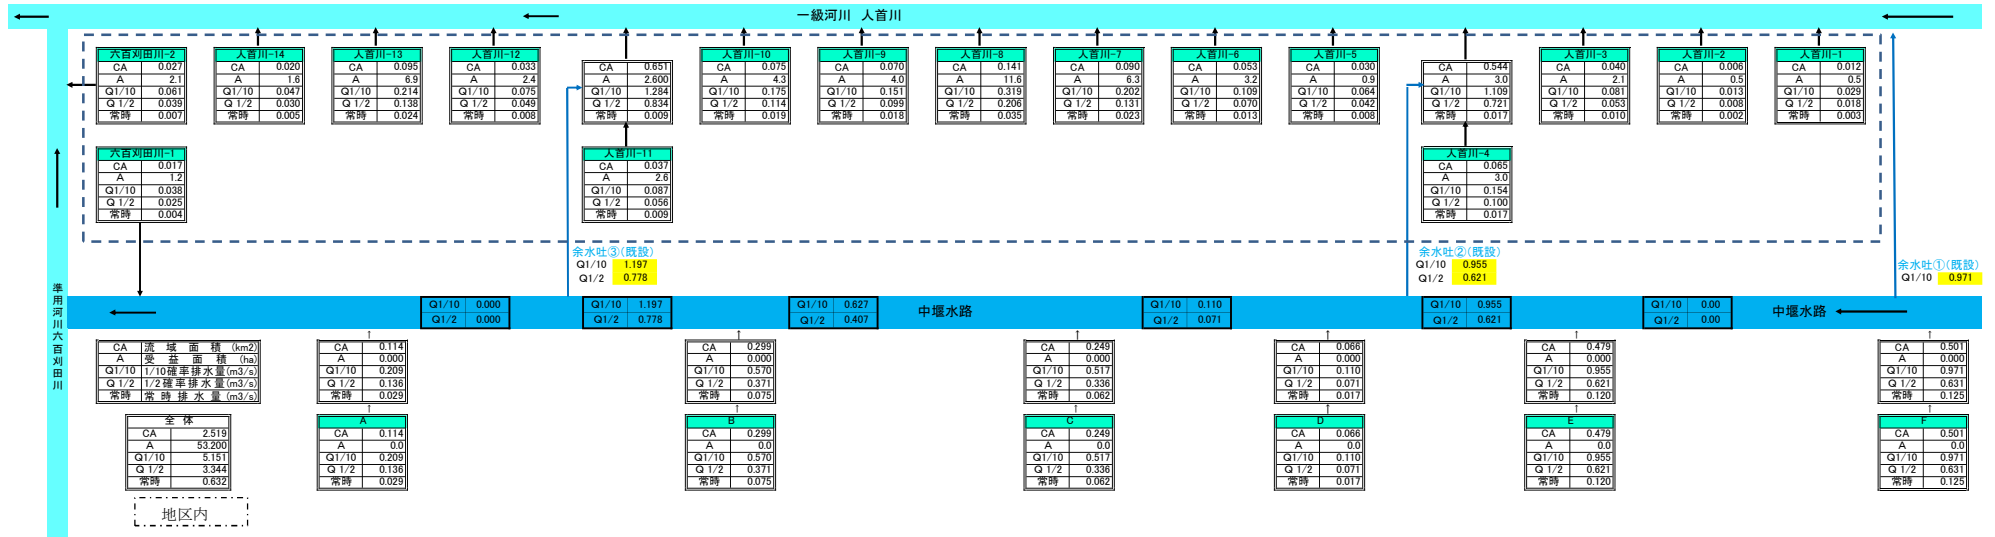 一級河川 人首川
六百刈田川-2
CA 0.027
A 2.1
Q1/10 0.061
Q 1/2 0.039
常時 0.007
人首川-14
CA 0.020
A 1.6
Q1/10 0.047
Q 1/2 0.030
常時 0.005
人首川-13
CA 0.095
A 6.9
Q1/10 0.214
Q 1/2 0.138
常時 0.024
人首川-12
CA 0.033
A 2.4
Q1/10 0.075
Q 1/2 0.049
常時 0.008
CA 0.651
A 2.600
Q1/10 1.284
Q 1/2 0.834
常時 0.009
人首川-10
CA 0.075
A 4.3
Q1/10 0.175
Q 1/2 0.114
常時 0.019
人首川-9
CA 0.070
A 4.0
Q1/10 0.151
Q 1/2 0.099
常時 0.018
人首川-8
CA 0.141
A 11.6
Q1/10 0.319
Q 1/2 0.206
常時 0.035
人首川-7
CA 0.090
A 6.3
Q1/10 0.202
Q 1/2 0.131
常時 0.023
人首川-6
CA 0.053
A 3.2
Q1/10 0.109
Q 1/2 0.070
常時 0.013
人首川-5
CA 0.030
A 0.9
Q1/10 0.064
Q 1/2 0.042
常時 0.008
CA 0.544
A 3.0
Q1/10 1.109
Q 1/2 0.721
常時 0.017
人首川-3
CA 0.040
A 2.1
Q1/10 0.081
Q 1/2 0.053
常時 0.010
人首川-2
CA 0.006
A 0.5
Q1/10 0.013
Q 1/2 0.008
常時 0.002
人首川-1
CA 0.012
A 0.5
Q1/10 0.029
Q 1/2 0.018
常時 0.003
六百刈田川-1
CA 0.017
A 1.2
Q1/10 0.038
Q 1/2 0.025
常時 0.004
人首川-11
CA 0.037
A 2.6
Q1/10 0.087
Q 1/2 0.056
常時 0.009
人首川-4
CA 0.065
A 3.0
Q1/10 0.154
Q 1/2 0.100
常時 0.017
余水吐③(既設)
Q1/10 1.197
Q1/2 0.778
余水吐②(既設)
Q1/10 0.955
Q1/2 0.621
余水吐①(既設)
Q1/10 0.971
準用河川六百刈田川
Q1/10 0.000
Q1/2 0.000
Q1/10 1.197
Q1/2 0.778
Q1/10 0.627
Q1/2 0.407
中堰水路
Q1/10 0.110
Q1/2 0.071
Q1/10 0.955
Q1/2 0.621
Q1/10 0.00
Q1/2 0.00
中堰水路
CA 流域面積 (km2)
A 受益面積 (ha)
Q1/10 1/10確率排水量(m3/s)
Q 1/2 1/2確率排水量(m3/s)
常時 常時排水量(m3/s)
CA 0.114
A 0.000
Q1/10 0.209
Q 1/2 0.136
常時 0.029
CA 0.299
A 0.000
Q1/10 0.570
Q 1/2 0.371
常時 0.075
CA 0.249
A 0.000
Q1/10 0.517
Q 1/2 0.336
常時 0.062
CA 0.066
A 0.000
Q1/10 0.110
Q 1/2 0.071
常時 0.017
CA 0.479
A 0.000
Q1/10 0.955
Q 1/2 0.621
常時 0.120
CA 0.501
A 0.000
Q1/10 0.971
Q 1/2 0.631
常時 0.125
全 体
CA 2.519
A 53.200
Q1/10 5.151
Q 1/2 3.344
常時 0.632
A
CA 0.114
A 0.0
Q1/10 0.209
Q 1/2 0.136
常時 0.029
B
CA 0.299
A 0.0
Q1/10 0.570
Q 1/2 0.371
常時 0.075
C
CA 0.249
A 0.0
Q1/10 0.517
Q 1/2 0.336
常時 0.062
D
CA 0.066
A 0.0
Q1/10 0.110
Q 1/2 0.071
常時 0.017
E
CA 0.479
A 0.0
Q1/10 0.955
Q 1/2 0.621
常時 0.120
F
CA 0.501
A 0.0
Q1/10 0.971
Q 1/2 0.631
常時 0.125
地区内